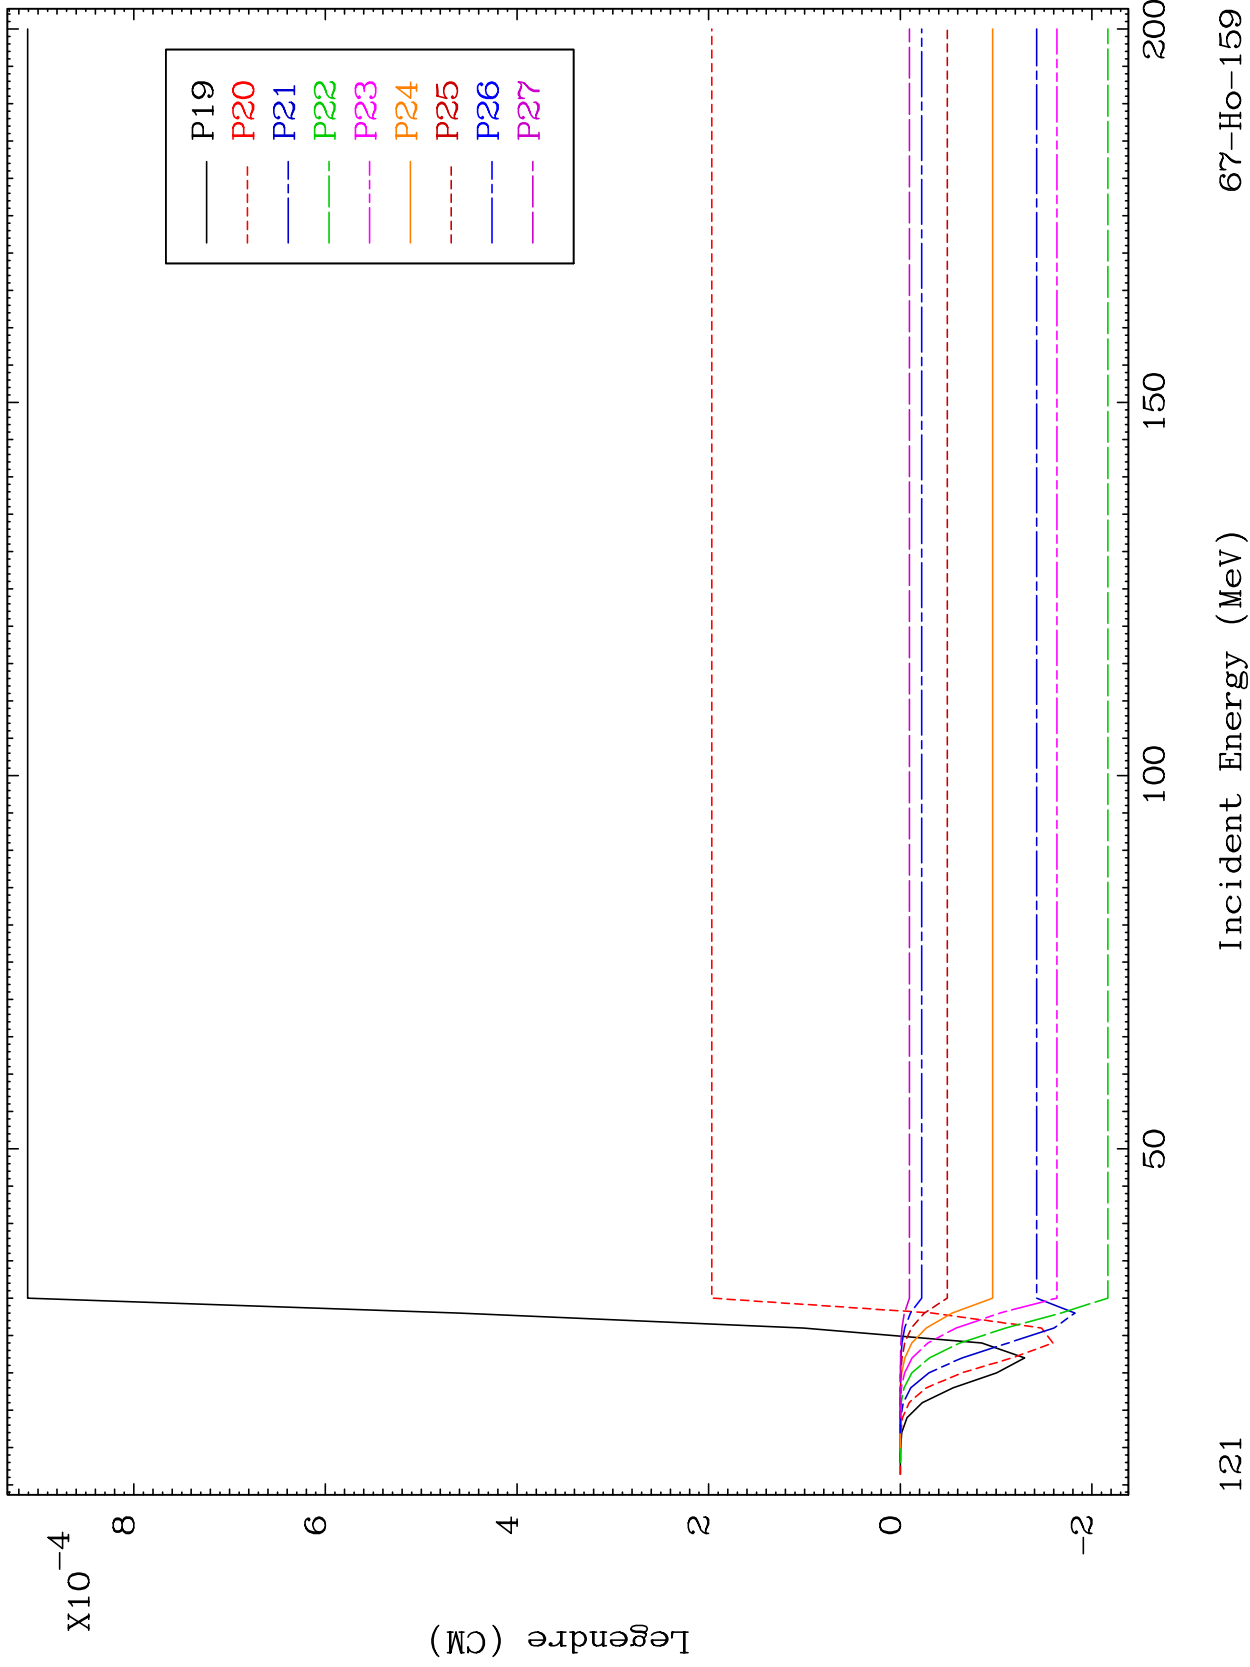 X10-4
8
6
4
2
0
-2
Legendre (CM)
P19
P20
P21
P22
P23
P24
P25
P26
P27
50
100
150
200
Incident Energy (MeV)
121
67-Ho-159